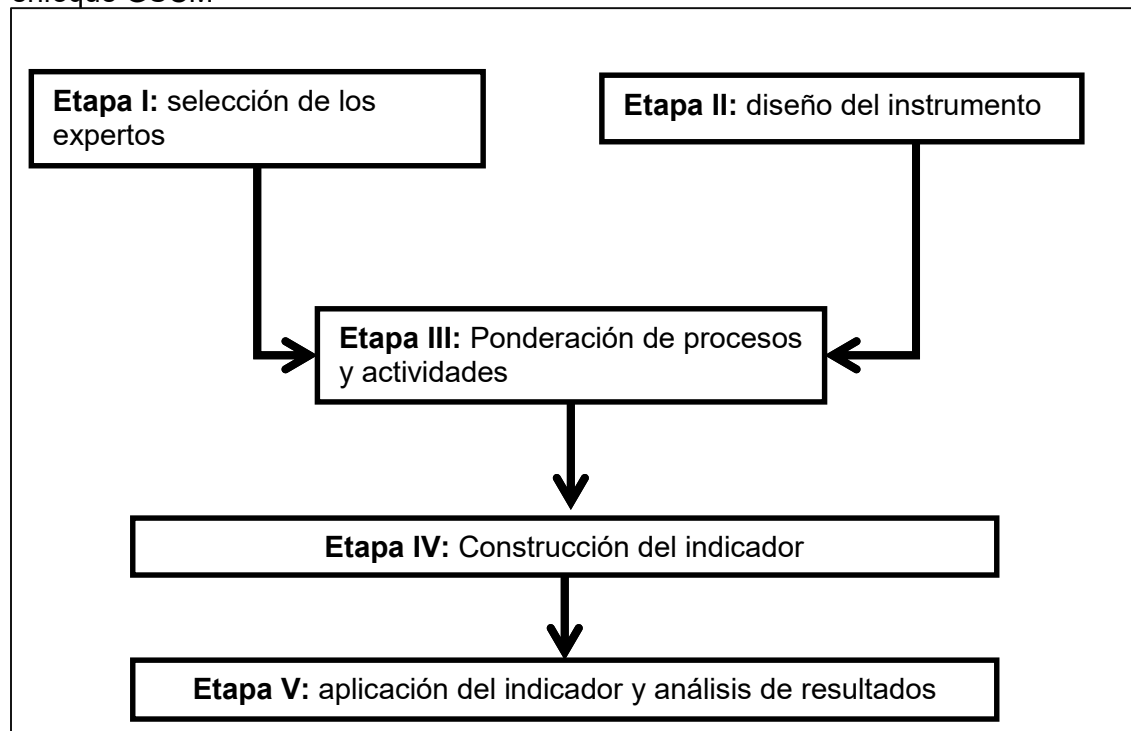 Etapa I: selección de los
expertos
Etapa II: diseño del instrumento
Etapa III: Ponderación de procesos
y actividades
Etapa IV: Construcción del indicador
Etapa V: aplicación del indicador y análisis de resultados